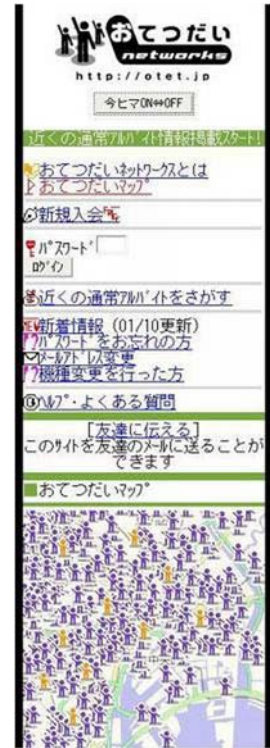 おてつだい
networks
http://otet.jp
今ヒマON⇔OFF
近くの通常ｱﾙﾊﾞｲﾄ情報掲載スタート!
おてつだいﾈｯﾄﾜｰｸｽとは
おてつだいﾏｯﾌﾟ
新規入会
ﾊﾟｽﾜｰﾄﾞ
ﾛｸﾞｲﾝ
近くの通常ｱﾙﾊﾞｲﾄをさがす
新着情報 (01/10更新)
ﾊﾟｽﾜｰﾄﾞをお忘れの方
ﾒｰﾙｱﾄﾞﾚｽ変更
機種変更を行った方
ﾍﾙﾌﾟ・よくある質問
[友達に伝える]
このｻｲﾄを友達のﾒｰﾙに送ることが
できます
■おてつだいﾏｯﾌﾟ